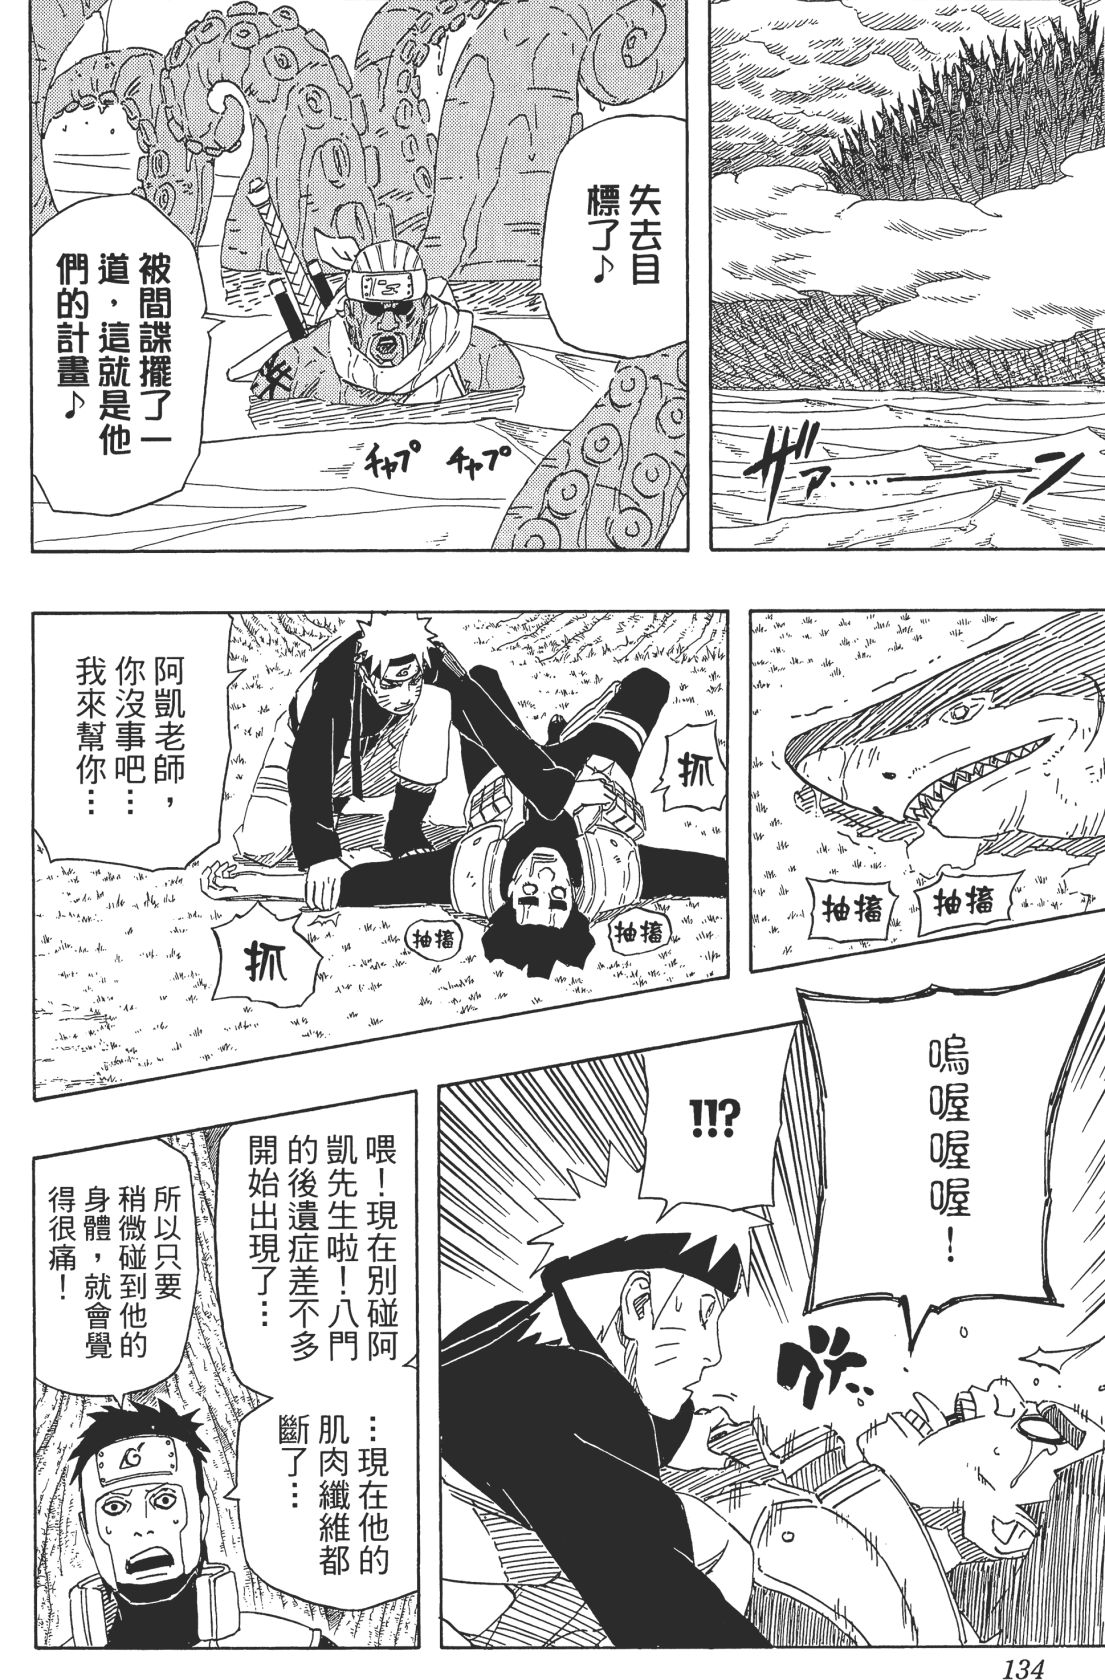 ザァ……ーーン
失去目
標了♪
被間諜擺了一
道，這就是他
們的計畫♪
チャプ
チャプ
抽搐
抽搐
抓
抓
抽搐
抽搐
阿凱老師，
你沒事吧…
我來幫你…
嗚喔喔喔！
!!?
グイ
喂！現在別碰阿
凱先生啦！八門
的後遺症差不多
開始出現了…
…現在他的
肌肉纖維都
斷了…
所以只要
稍微碰到他的
身體，就會覺
得很痛！
134